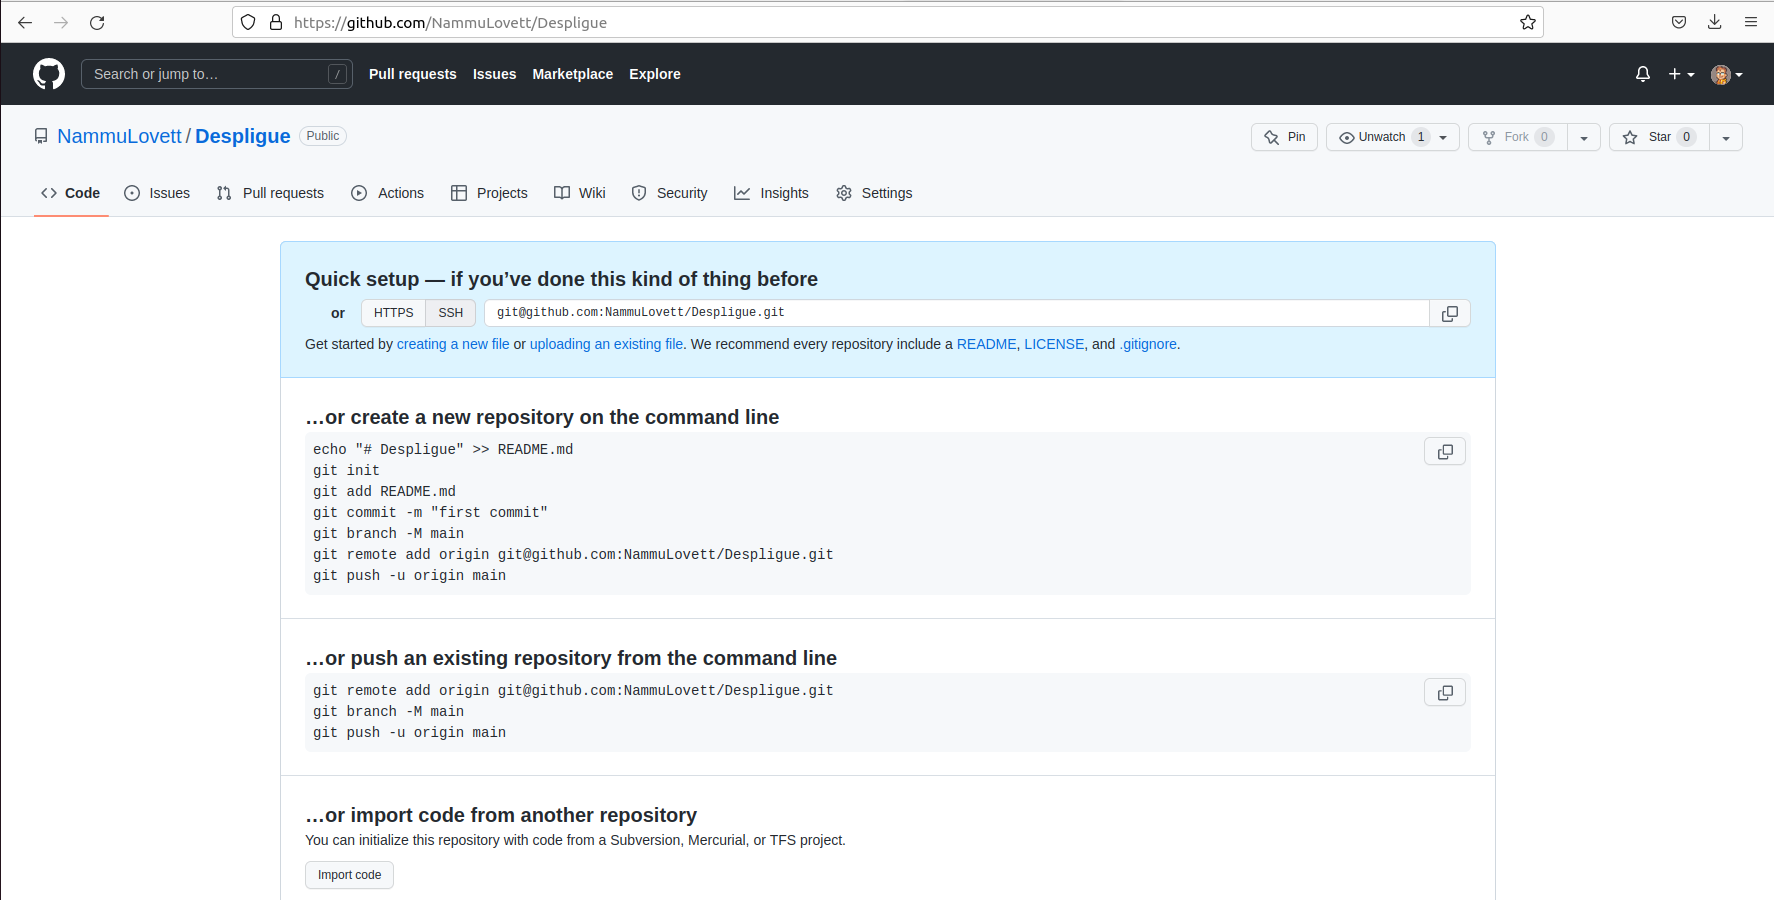 https://github.com/NammuLovett/Despligue
Search or jump to… / Pull requests Issues Marketplace Explore
NammuLovett / Despligue Public
Pin Unwatch 1 Fork 0 Star 0
Code Issues Pull requests Actions Projects Wiki Security Insights Settings
Quick setup — if you’ve done this kind of thing before
or HTTPS SSH git@github.com:NammuLovett/Despligue.git
Get started by creating a new file or uploading an existing file. We recommend every repository include a README, LICENSE, and .gitignore.
…or create a new repository on the command line
echo "# Despligue" >> README.md
git init
git add README.md
git commit -m "first commit"
git branch -M main
git remote add origin git@github.com:NammuLovett/Despligue.git
git push -u origin main
…or push an existing repository from the command line
git remote add origin git@github.com:NammuLovett/Despligue.git
git branch -M main
git push -u origin main
…or import code from another repository
You can initialize this repository with code from a Subversion, Mercurial, or TFS project.
Import code